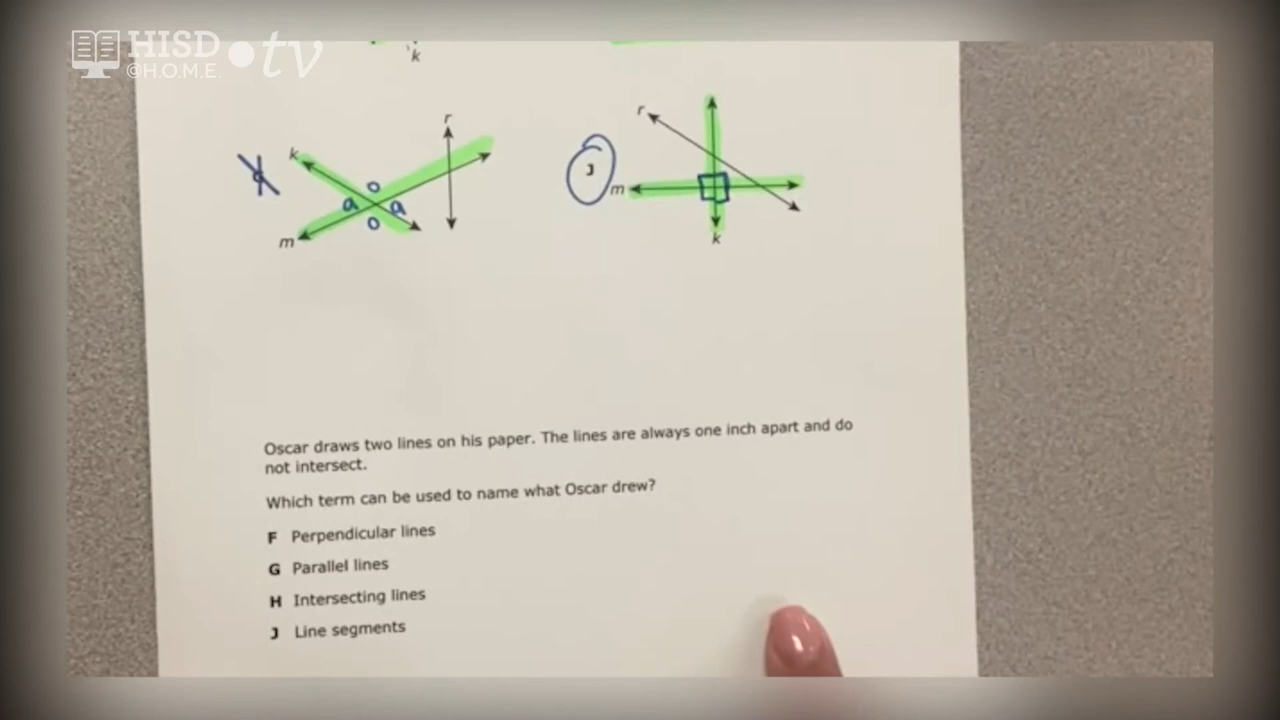 HISD
@H.O.M.E.
tv
k
r
k
o
a
a
o
m
r
J
m
k
Oscar draws two lines on his paper. The lines are always one inch apart and do
not intersect.
Which term can be used to name what Oscar drew?
F Perpendicular lines
G Parallel lines
H Intersecting lines
J Line segments